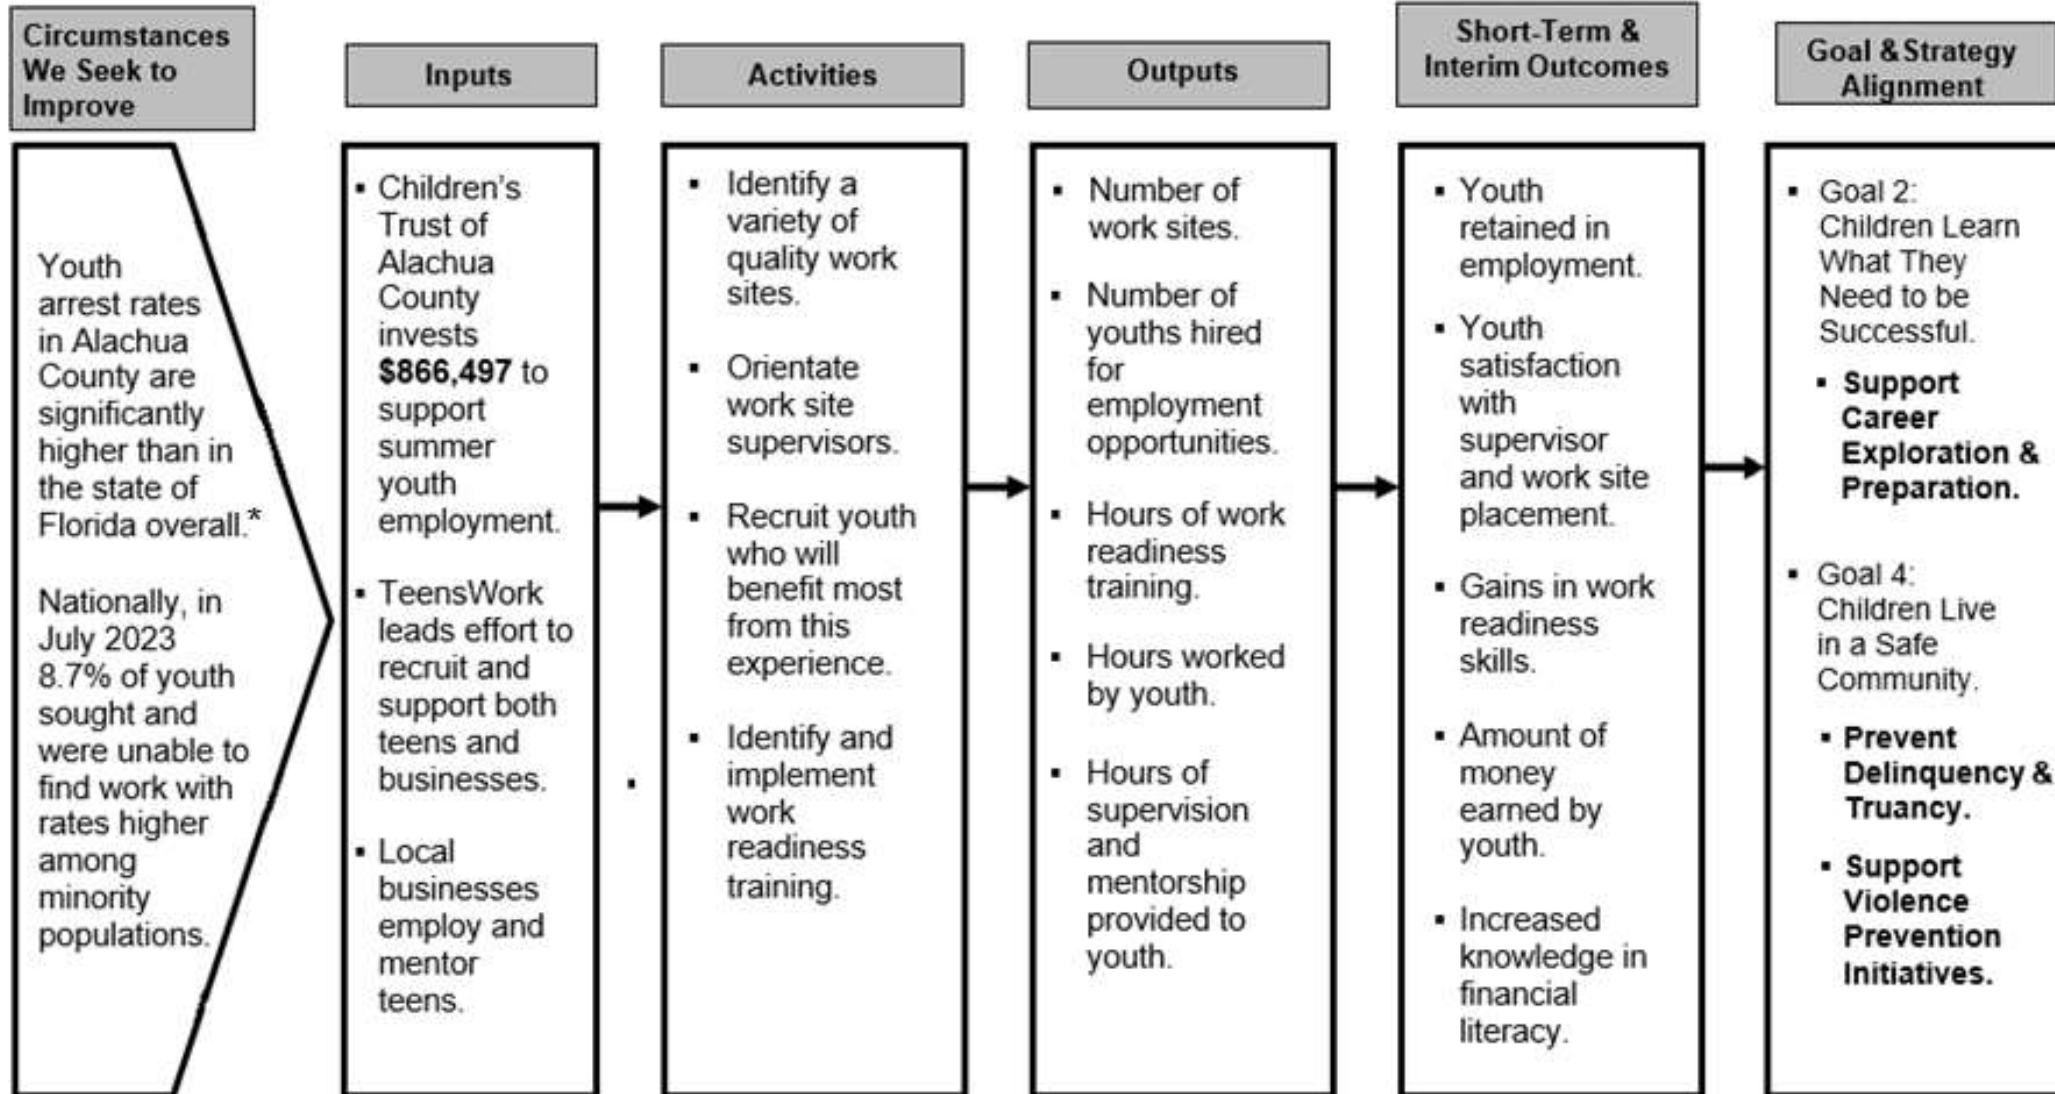 Circumstances
We Seek to
Improve
Youth
arrest rates
in Alachua
County are
significantly
higher than in
the state of
Florida overall.*
Nationally, in
July 2023
8.7% of youth
sought and
were unable to
find work with
rates higher
among
minority
populations.
Inputs
▪ Children's
Trust of
Alachua
County
invests
$866,497 to
support
summer
youth
employment.
▪ TeensWork
leads effort to
recruit and
support both
teens and
businesses.
▪ Local
businesses
employ and
mentor
teens.
Activities
▪ Identify a
variety of
quality work
sites.
▪ Orientate
work site
supervisors.
▪ Recruit youth
who will
benefit most
from this
experience.
▪ Identify and
implement
work
readiness
training.
Outputs
▪ Number of
work sites.
▪ Number of
youths hired
for
employment
opportunities.
▪ Hours of work
readiness
training.
▪ Hours worked
by youth.
▪ Hours of
supervision
and
mentorship
provided to
youth.
Short-Term &
Interim Outcomes
▪ Youth
retained in
employment.
▪ Youth
satisfaction
with
supervisor
and work site
placement.
▪ Gains in work
readiness
skills.
▪ Amount of
money
earned by
youth.
▪ Increased
knowledge in
financial
literacy.
Goal & Strategy
Alignment
▪ Goal 2:
Children Learn
What They
Need to be
Successful.
▪ Support
Career
Exploration &
Preparation.
▪ Goal 4:
Children Live
in a Safe
Community.
▪ Prevent
Delinquency &
Truancy.
▪ Support
Violence
Prevention
Initiatives.